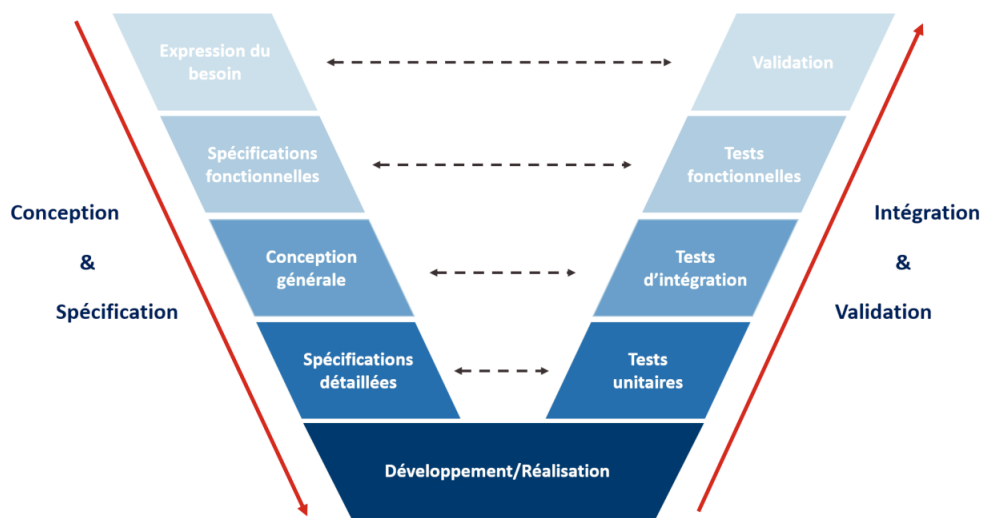 Expression du
besoin
Validation
Spécifications
fonctionnelles
Tests
fonctionnelles
Conception
&
Spécification
Intégration
&
Validation
Conception
générale
Tests
d'intégration
Spécifications
détaillées
Tests
unitaires
Développement/Réalisation